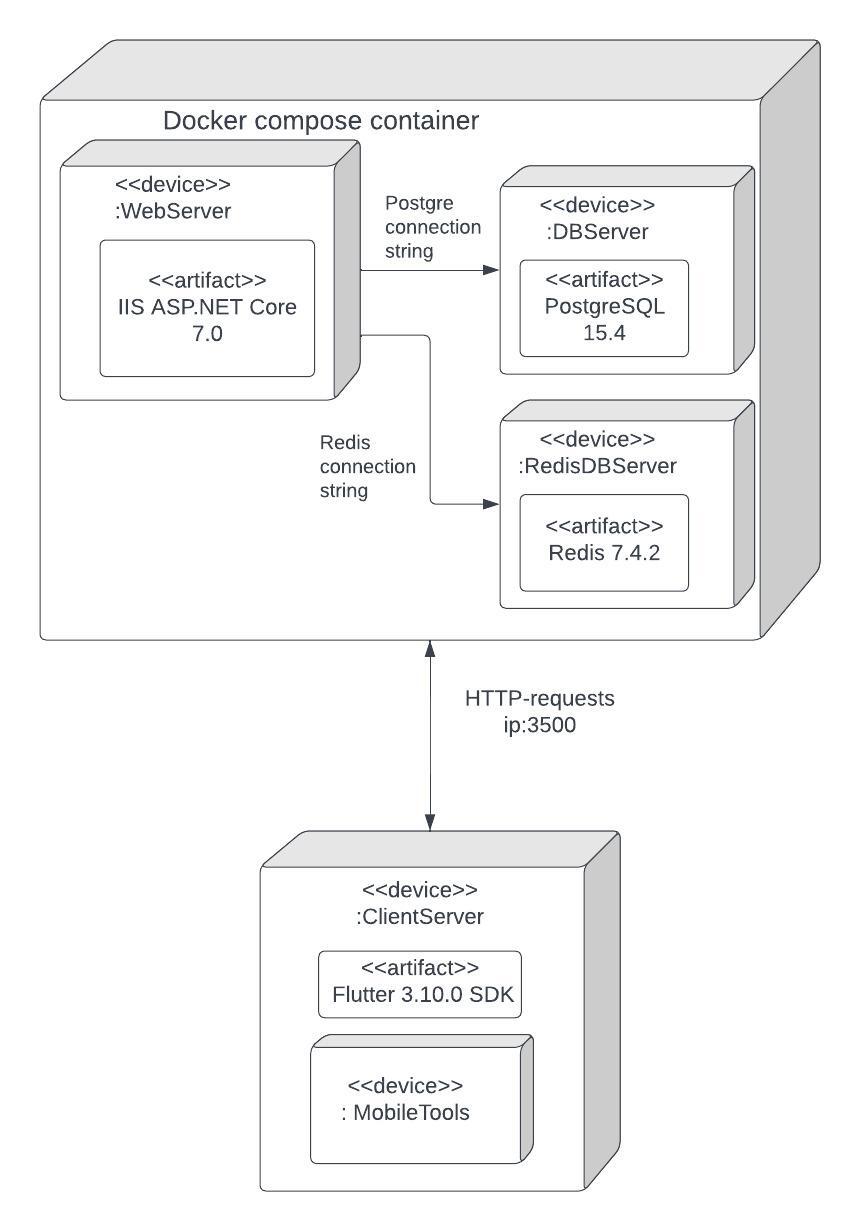 Docker compose container
<<device>>
:WebServer
<<artifact>>
IIS ASP.NET Core
7.0
Postgre
connection
string
<<device>>
:DBServer
<<artifact>>
PostgreSQL
15.4
Redis
connection
string
<<device>>
:RedisDBServer
<<artifact>>
Redis 7.4.2
HTTP-requests
ip:3500
<<device>>
:ClientServer
<<artifact>>
Flutter 3.10.0 SDK
<<device>>
: MobileTools